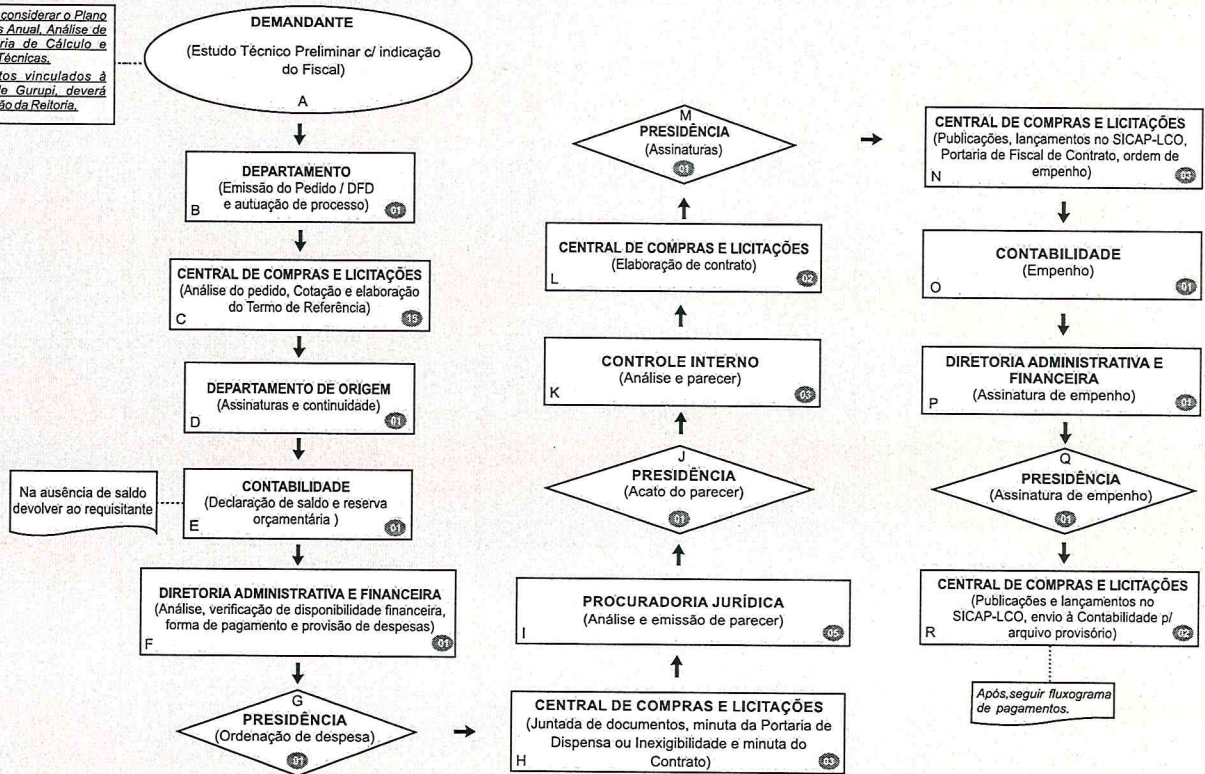 considerar o Plano
Anual, Análise de
de Cálculo e
Técnicas.
vinculados à
de Gurupi, deverá
da Reitoria.
DEMANDANTE
(Estudo Técnico Preliminar c/ indicação
do Fiscal)
A
DEPARTAMENTO
(Emissão do Pedido / DFD
e autuação de processo)
B
01
CENTRAL DE COMPRAS E LICITAÇÕES
(Análise do pedido, Cotação e elaboração
do Termo de Referência)
C
15
DEPARTAMENTO DE ORIGEM
(Assinaturas e continuidade)
D
01
Na ausência de saldo
devolver ao requisitante
CONTABILIDADE
(Declaração de saldo e reserva
orçamentária )
E
01
DIRETORIA ADMINISTRATIVA E FINANCEIRA
(Análise, verificação de disponibilidade financeira,
forma de pagamento e provisão de despesas)
F
01
G
PRESIDÊNCIA
(Ordenação de despesa)
01
CENTRAL DE COMPRAS E LICITAÇÕES
(Juntada de documentos, minuta da Portaria de
Dispensa ou Inexigibilidade e minuta do
Contrato)
H
03
PROCURADORIA JURÍDICA
(Análise e emissão de parecer)
I
05
J
PRESIDÊNCIA
(Acato do parecer)
01
CONTROLE INTERNO
(Análise e parecer)
K
03
CENTRAL DE COMPRAS E LICITAÇÕES
(Elaboração de contrato)
L
02
M
PRESIDÊNCIA
(Assinaturas)
01
CENTRAL DE COMPRAS E LICITAÇÕES
(Publicações, lançamentos no SICAP-LCO,
Portaria de Fiscal de Contrato, ordem de
empenho)
N
03
CONTABILIDADE
(Empenho)
O
01
DIRETORIA ADMINISTRATIVA E
FINANCEIRA
(Assinatura de empenho)
P
01
Q
PRESIDÊNCIA
(Assinatura de empenho)
01
CENTRAL DE COMPRAS E LICITAÇÕES
(Publicações e lançamentos no
SICAP-LCO, envio à Contabilidade p/
arquivo provisório)
R
02
Após,seguir fluxograma
de pagamentos.